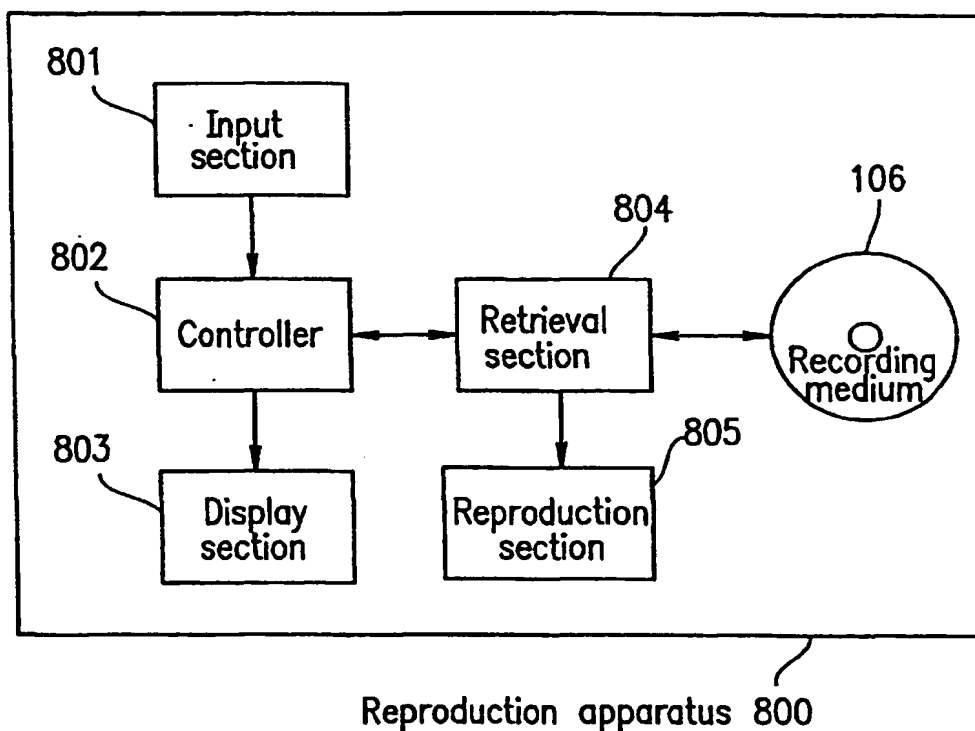 801
Input
section
802
Controller
804
Retrieval
section
106
Recording
medium
803
Display
section
805
Reproduction
section
Reproduction apparatus 800